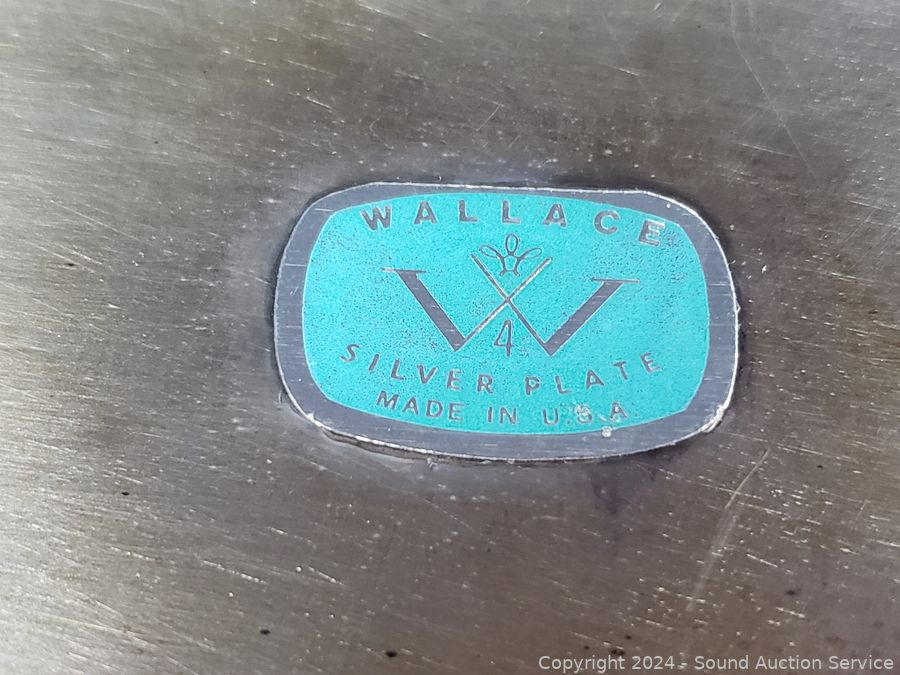 WALLACE
W
4
SILVER PLATE
MADE IN U.S.A
Copyright 2024 - Sound Auction Service